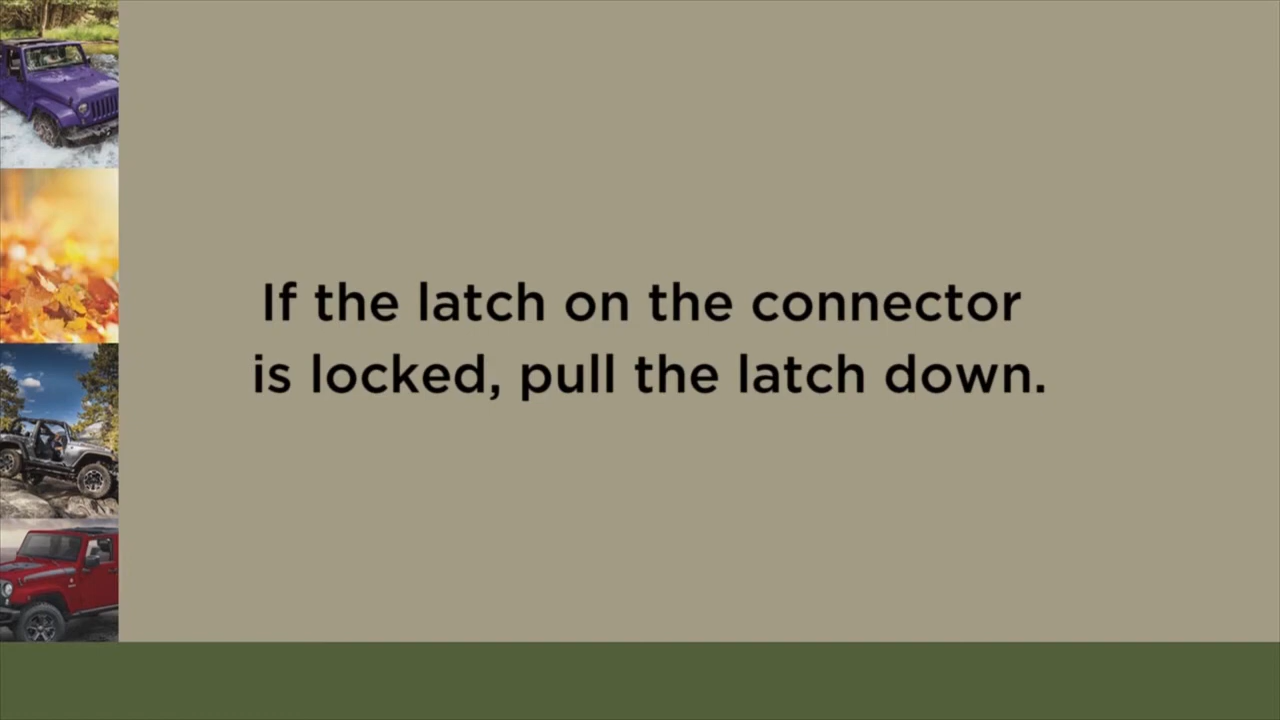 If the latch on the connector
is locked, pull the latch down.